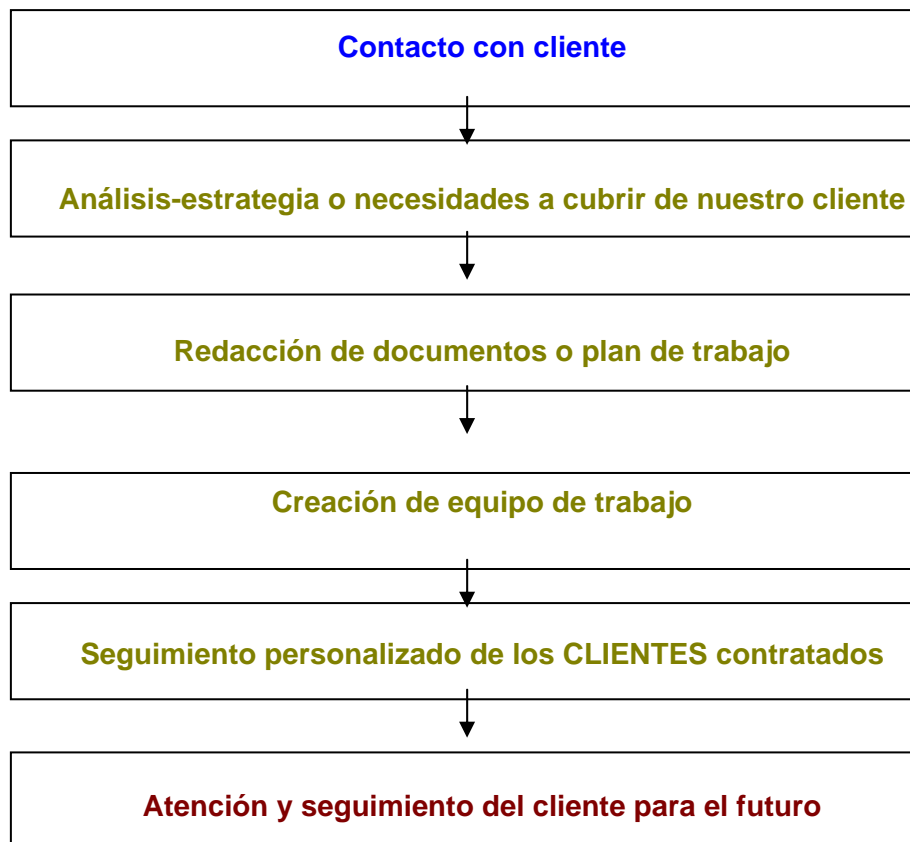 Contacto con cliente
Análisis-estrategia o necesidades a cubrir de nuestro cliente
Redacción de documentos o plan de trabajo
Creación de equipo de trabajo
Seguimiento personalizado de los CLIENTES contratados
Atención y seguimiento del cliente para el futuro